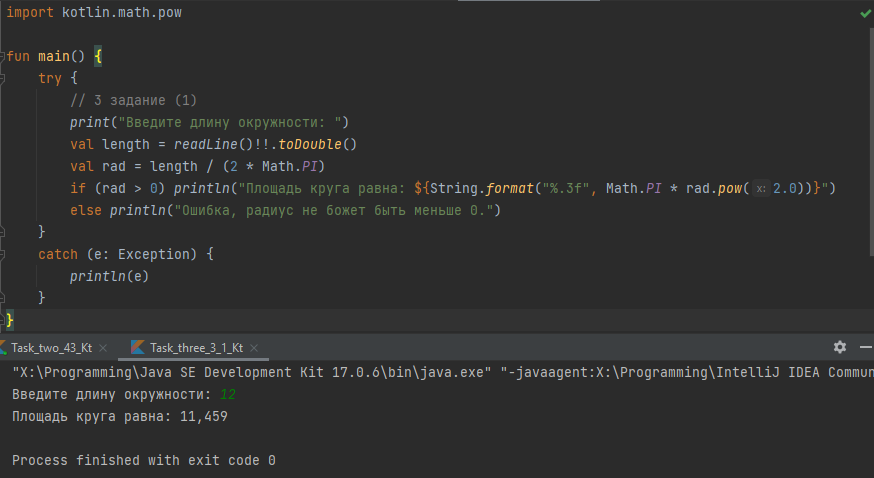 import kotlin.math.pow
fun main() {
try {
// 3 задание (1)
print("Введите длину окружности: ")
val length = readLine()!!.toDouble()
val rad = length / (2 * Math.PI)
if (rad > 0) println("Площадь круга равна: ${String.format("%.3f", Math.PI * rad.pow( x: 2.0))}")
else println("Ошибка, радиус не божет быть меньше 0.")
}
catch (e: Exception) {
println(e)
}
}
Task_two_43_Kt × Task_three_3_1_Kt ×
"X:\Programming\Java SE Development Kit 17.0.6\bin\java.exe" "-javaagent:X:\Programming\IntelliJ IDEA Commun
Введите длину окружности: 12
Площадь круга равна: 11,459
Process finished with exit code 0